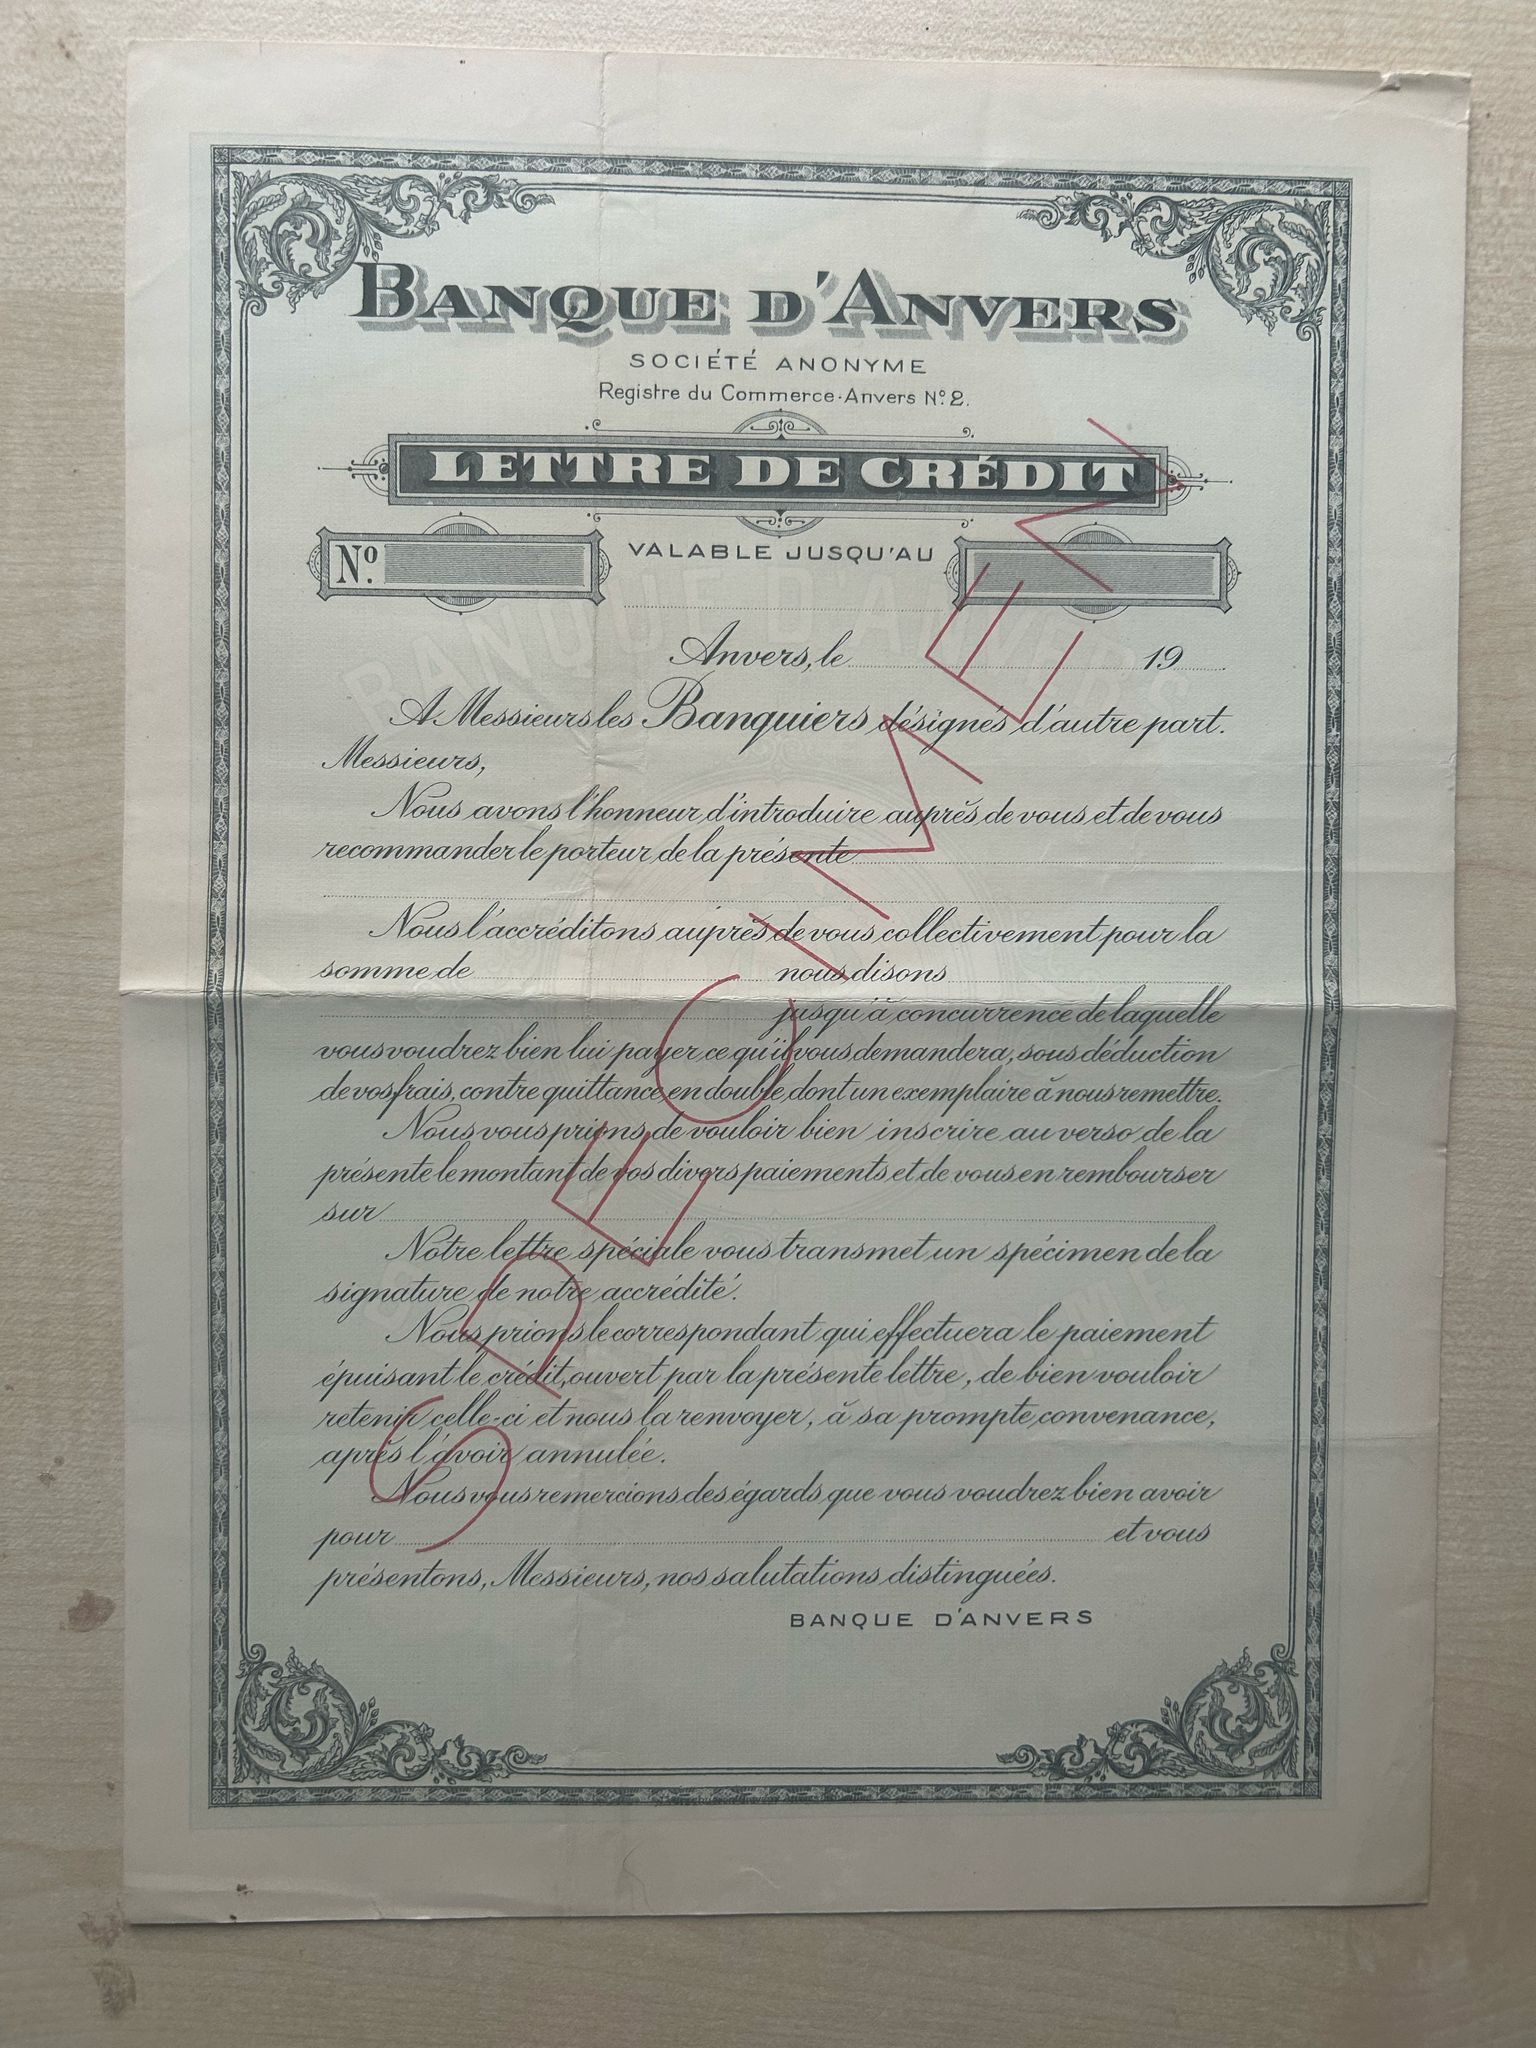 BANQUE D'ANVERS
SOCIÉTÉ ANONYME
Registre du Commerce-Anvers Nº 2.
LETTRE DE CRÉDIT
Nº.
VALABLE JUSQU'AU
Anvers, le 19
A Messieurs les Banquiers désignés d'autre part.
Messieurs,
Nous avons l'honneur d'introduire auprès de vous et de vous
recommander le porteur de la présente
Nous l'accréditons auprès de vous collectivement pour la
somme de nous disons
jusqu'à concurrence de laquelle
vous voudrez bien lui payer ce qu'il vous demandera, sous déduction
de vos frais, contre quittance en double, dont un exemplaire à nous remettre.
Nous vous prions de vouloir bien inscrire au verso de la
présente le montant de vos divers paiements et de vous en rembourser
sur
Notre lettre spéciale vous transmet un spécimen de la
signature de notre accrédité.
Nous prions le correspondant qui effectuera le paiement
épuisant le crédit, ouvert par la présente lettre, de bien vouloir
retenir celle-ci et nous la renvoyer, à sa prompte convenance,
après l'avoir annulée.
Nous vous remercions des égards que vous voudrez bien avoir
pour et vous
présentons, Messieurs, nos salutations distinguées.
BANQUE D'ANVERS
SPECIMEN